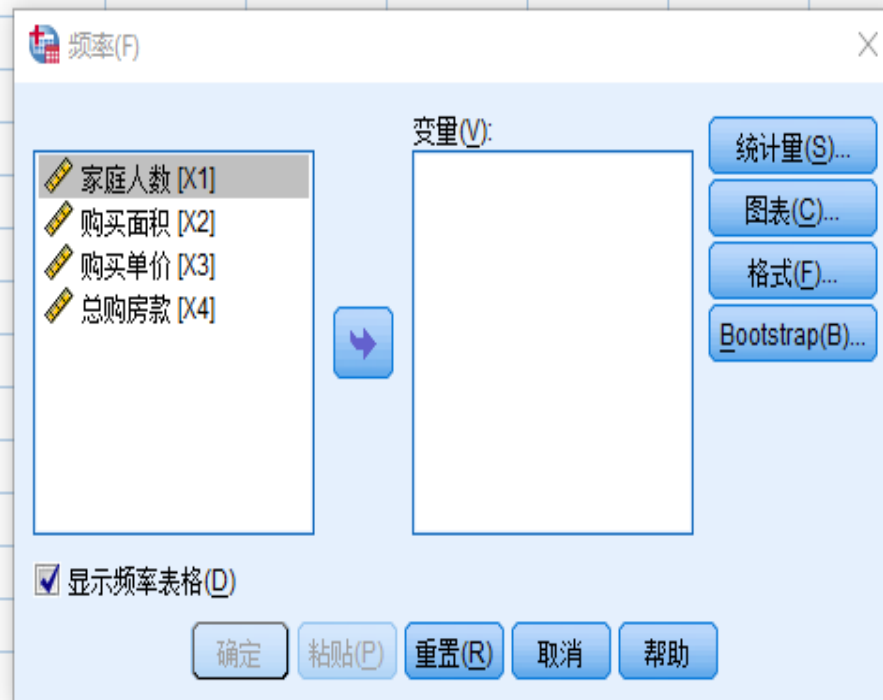 频率(F)
变量(V):
家庭人数 [X1]
购买面积 [X2]
购买单价 [X3]
总购房款 [X4]
统计量(S)...
图表(C)...
格式(F)...
Bootstrap(B)...
显示频率表格(D)
确定 粘贴(P) 重置(R) 取消 帮助